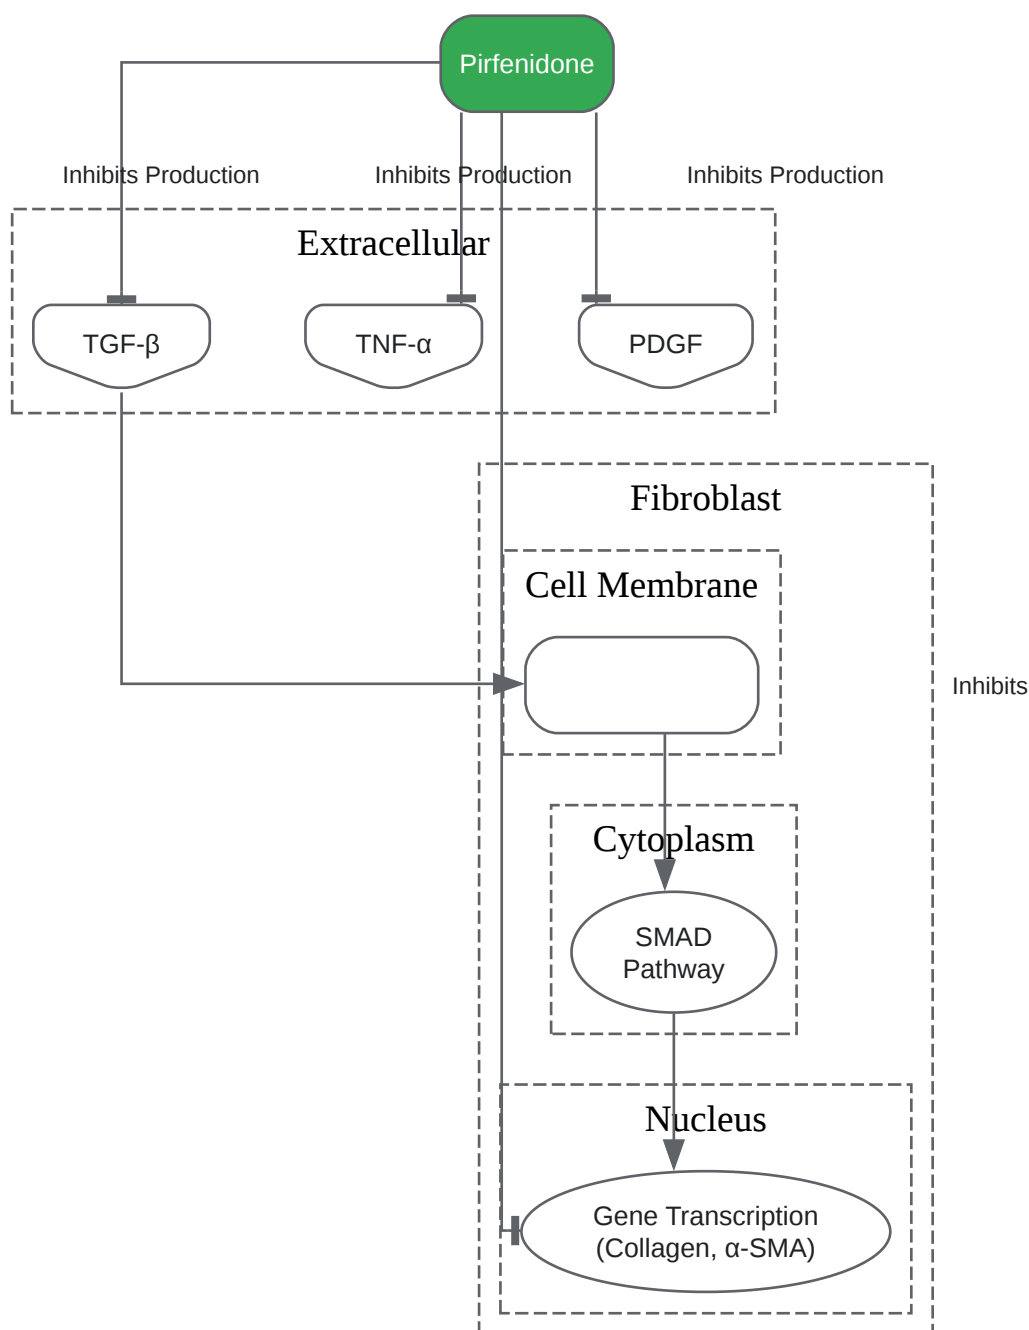 Pirfenidone
Inhibits Production
Inhibits Production
Inhibits Production
Extracellular
TGF-β
TNF-α
PDGF
Fibroblast
Cell Membrane
Inhibits
Cytoplasm
SMAD
Pathway
Nucleus
Gene Transcription
(Collagen, α-SMA)